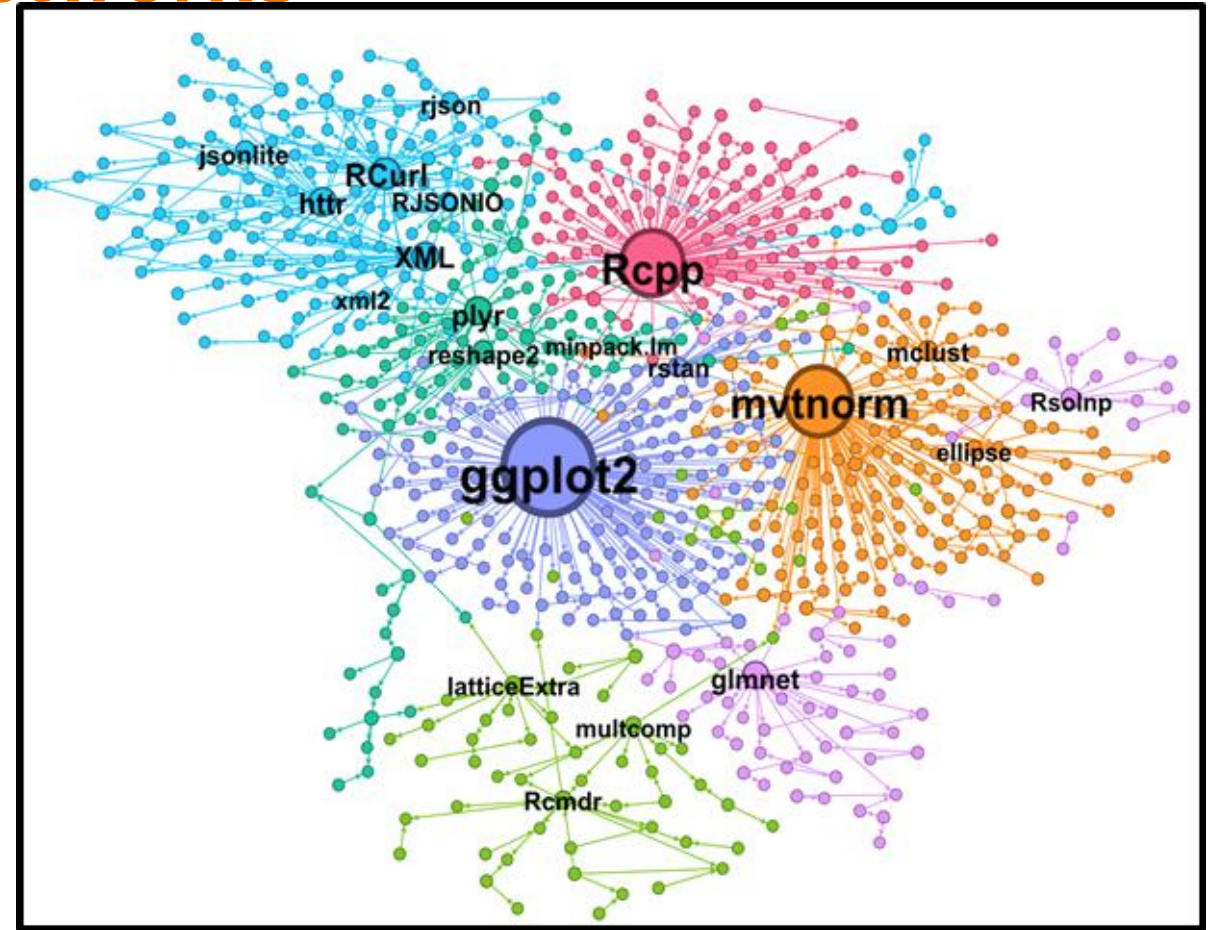 rjson
jsonlite
RCurl
httr
RJSONIO
XML
Rcpp
xml2
plyr
reshape2
minpack.lm
rstan
mclust
mvtnorm
Rsolnp
ellipse
ggplot2
latticeExtra
glmnet
multcomp
Rcmdr